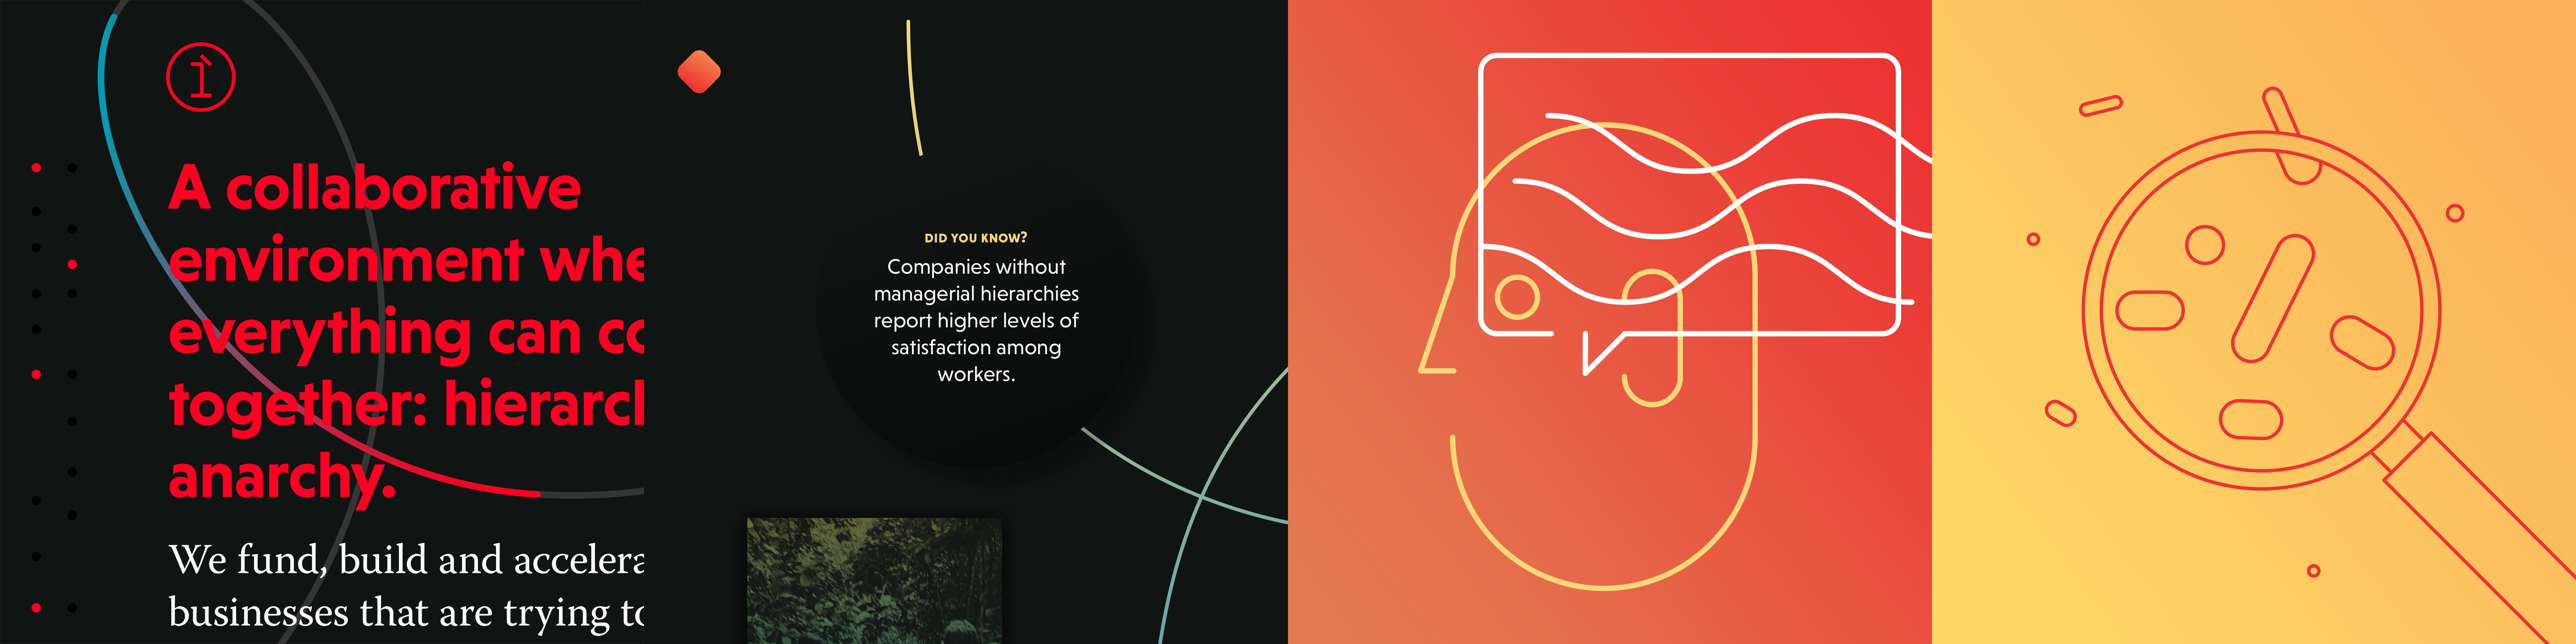 A collaborative
environment whe
everything can co
together: hierarch
anarchy.
We fund, build and accelera
businesses that are trying to
DID YOU KNOW?
Companies without
managerial hierarchies
report higher levels of
satisfaction among
workers.